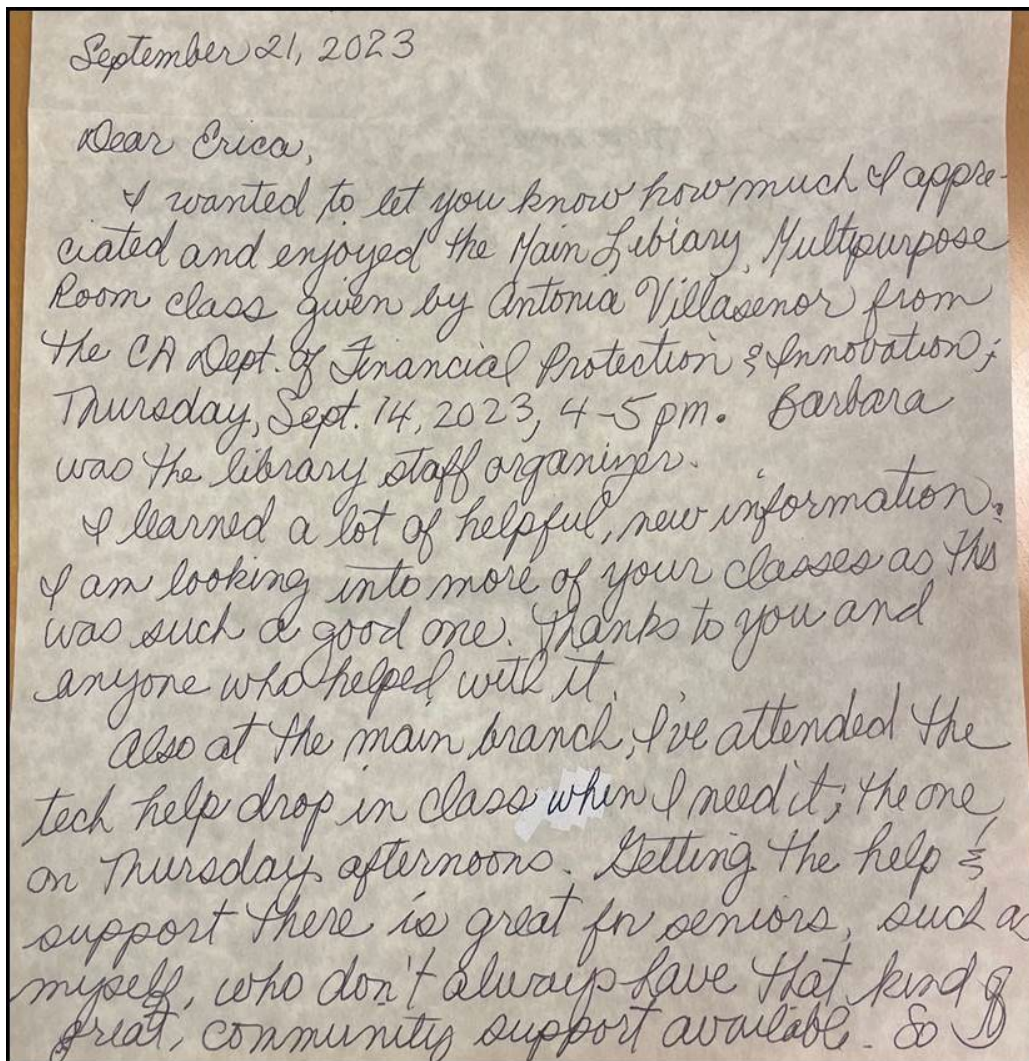 September 21, 2023
Dear Erica,
I wanted to let you know how much I appre-
ciated and enjoyed the Main Library, Multipurpose
Room class given by Antonia Villasenor from
the CA Dept. of Financial Protection & Innovation;
Thursday, Sept. 14, 2023, 4-5 pm. Barbara
was the library staff organizer.
I learned a lot of helpful, new information.
I am looking into more of your classes as this
was such a good one. Thanks to you and
anyone who helped with it.
Also at the main branch, I've attended the
tech help drop in class when I need it; the one
on Thursday afternoons. Getting the help &
support there is great for seniors, such as
myself, who don't always have that kind of
great, community support available. So